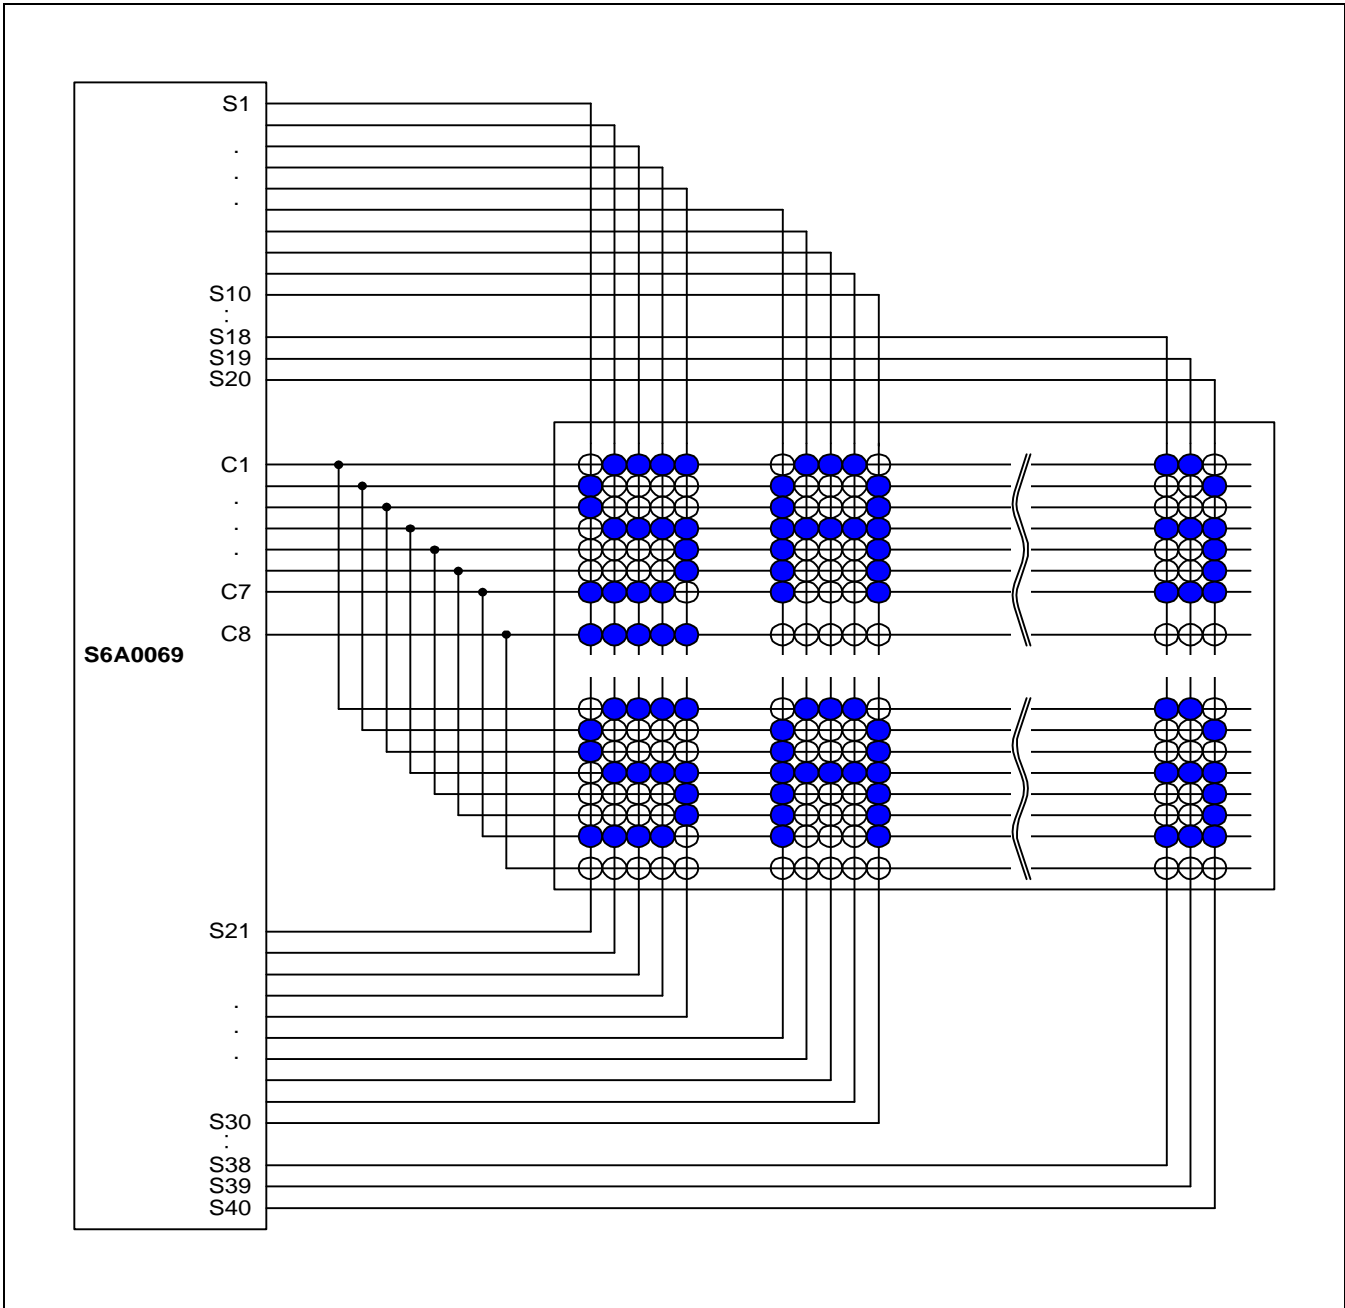 S1
.
.
.
S10
:
S18
S19
S20
C1
.
.
.
C7
C8
S6A0069
S21
.
.
.
S30
:
S38
S39
S40